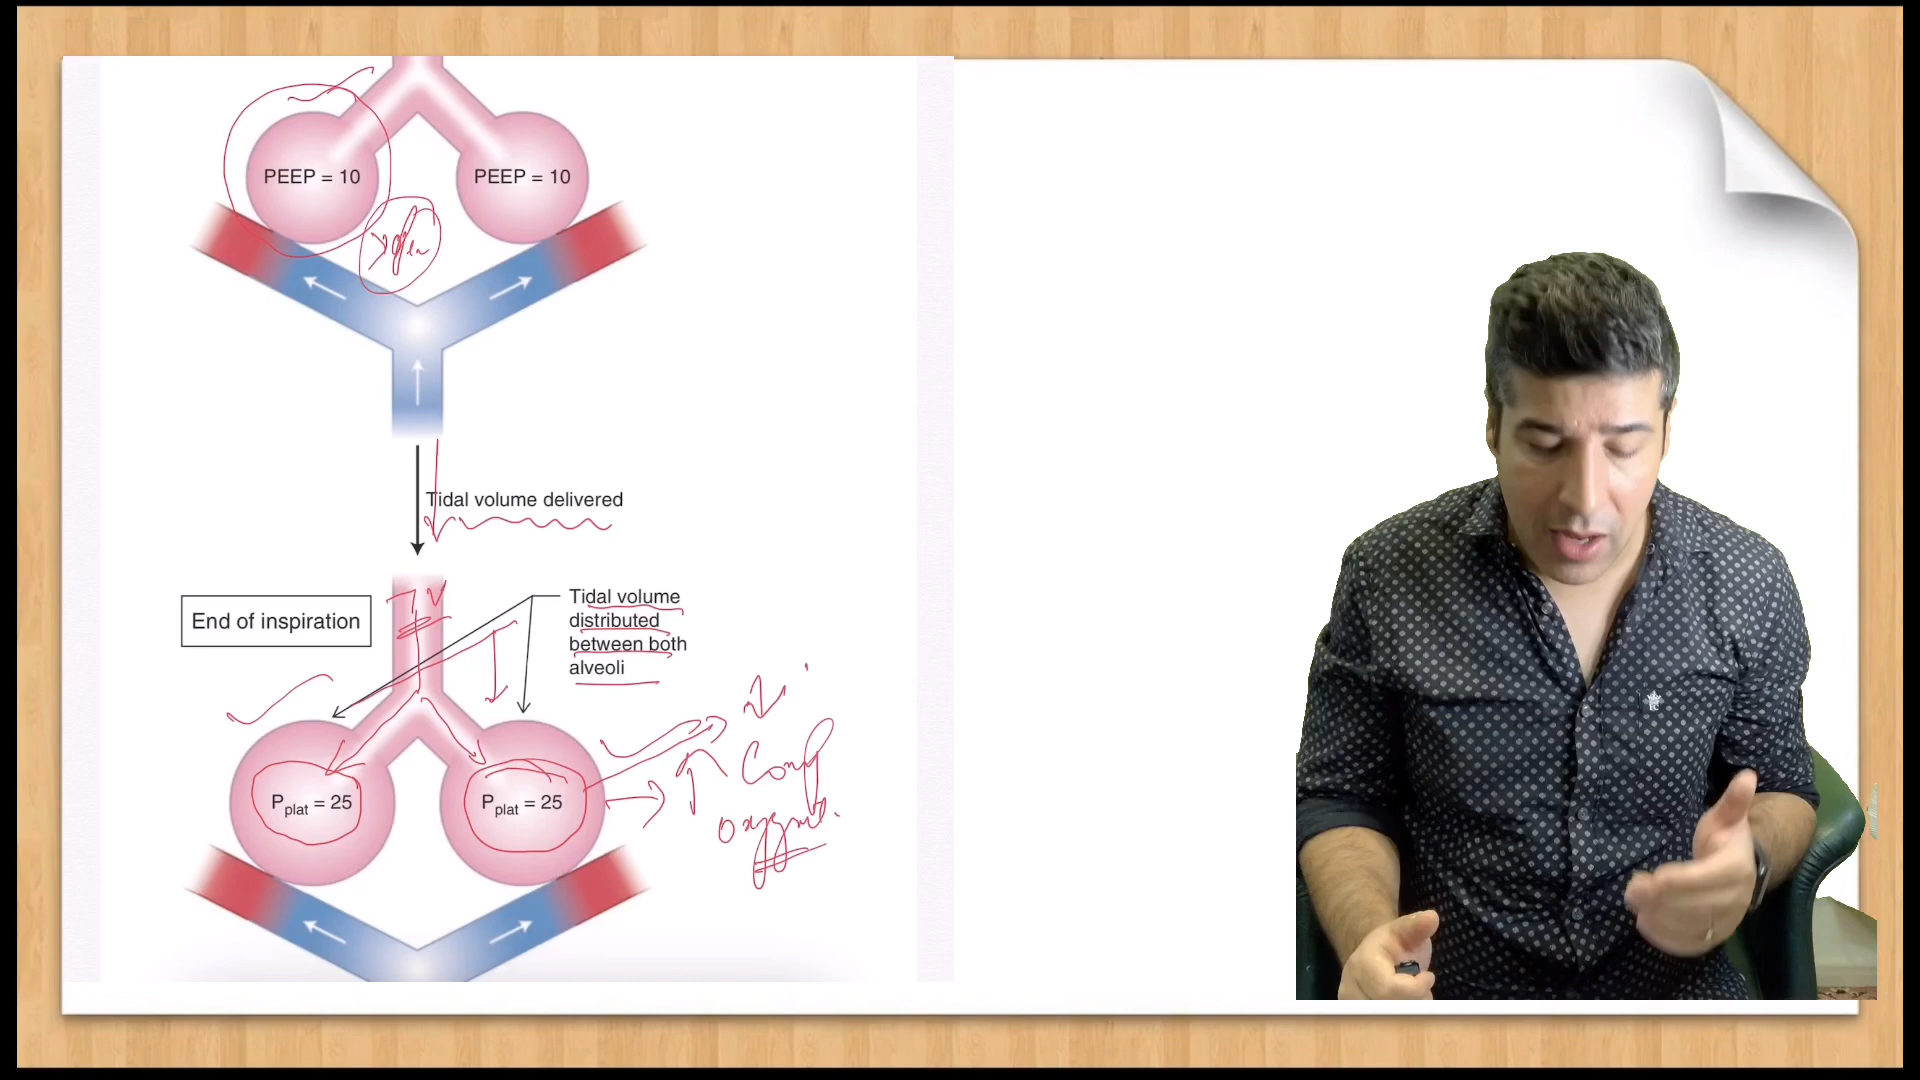 PEEP = 10
PEEP = 10
Tidal volume delivered
End of inspiration
Tidal volume
distributed
between both
alveoli
TV
Pplat = 25
Pplat = 25
↑ Comp